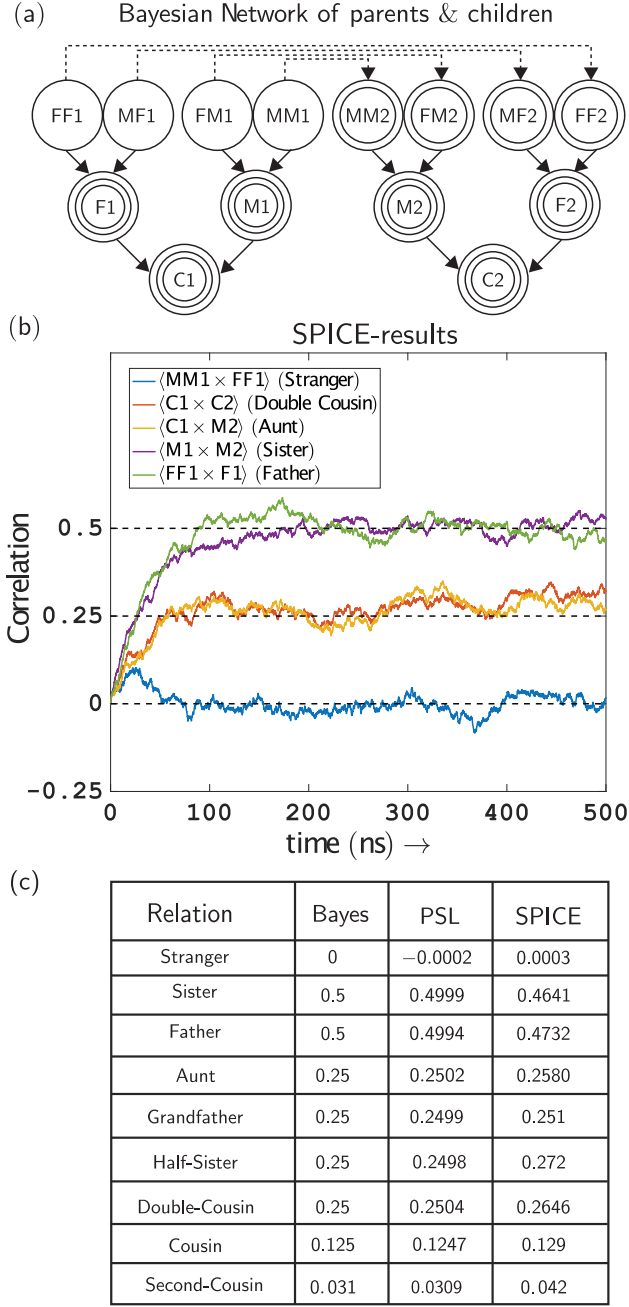 (a) Bayesian Network of parents & children
FF1 MF1 FM1 MM1 MM2 FM2 MF2 FF2
F1 M1 M2 F2
C1 C2
(b)
SPICE-results
⟨MM1 × FF1⟩ (Stranger)
⟨C1 × C2⟩ (Double Cousin)
⟨C1 × M2⟩ (Aunt)
⟨M1 × M2⟩ (Sister)
⟨FF1 × F1⟩ (Father)
Correlation
0.5
0.25
0
-0.25
0 100 200 300 400 500
time (ns) →
(c)
Relation Bayes PSL SPICE
Stranger 0 −0.0002 0.0003
Sister 0.5 0.4999 0.4641
Father 0.5 0.4994 0.4732
Aunt 0.25 0.2502 0.2580
Grandfather 0.25 0.2499 0.251
Half-Sister 0.25 0.2498 0.272
Double-Cousin 0.25 0.2504 0.2646
Cousin 0.125 0.1247 0.129
Second-Cousin 0.031 0.0309 0.042